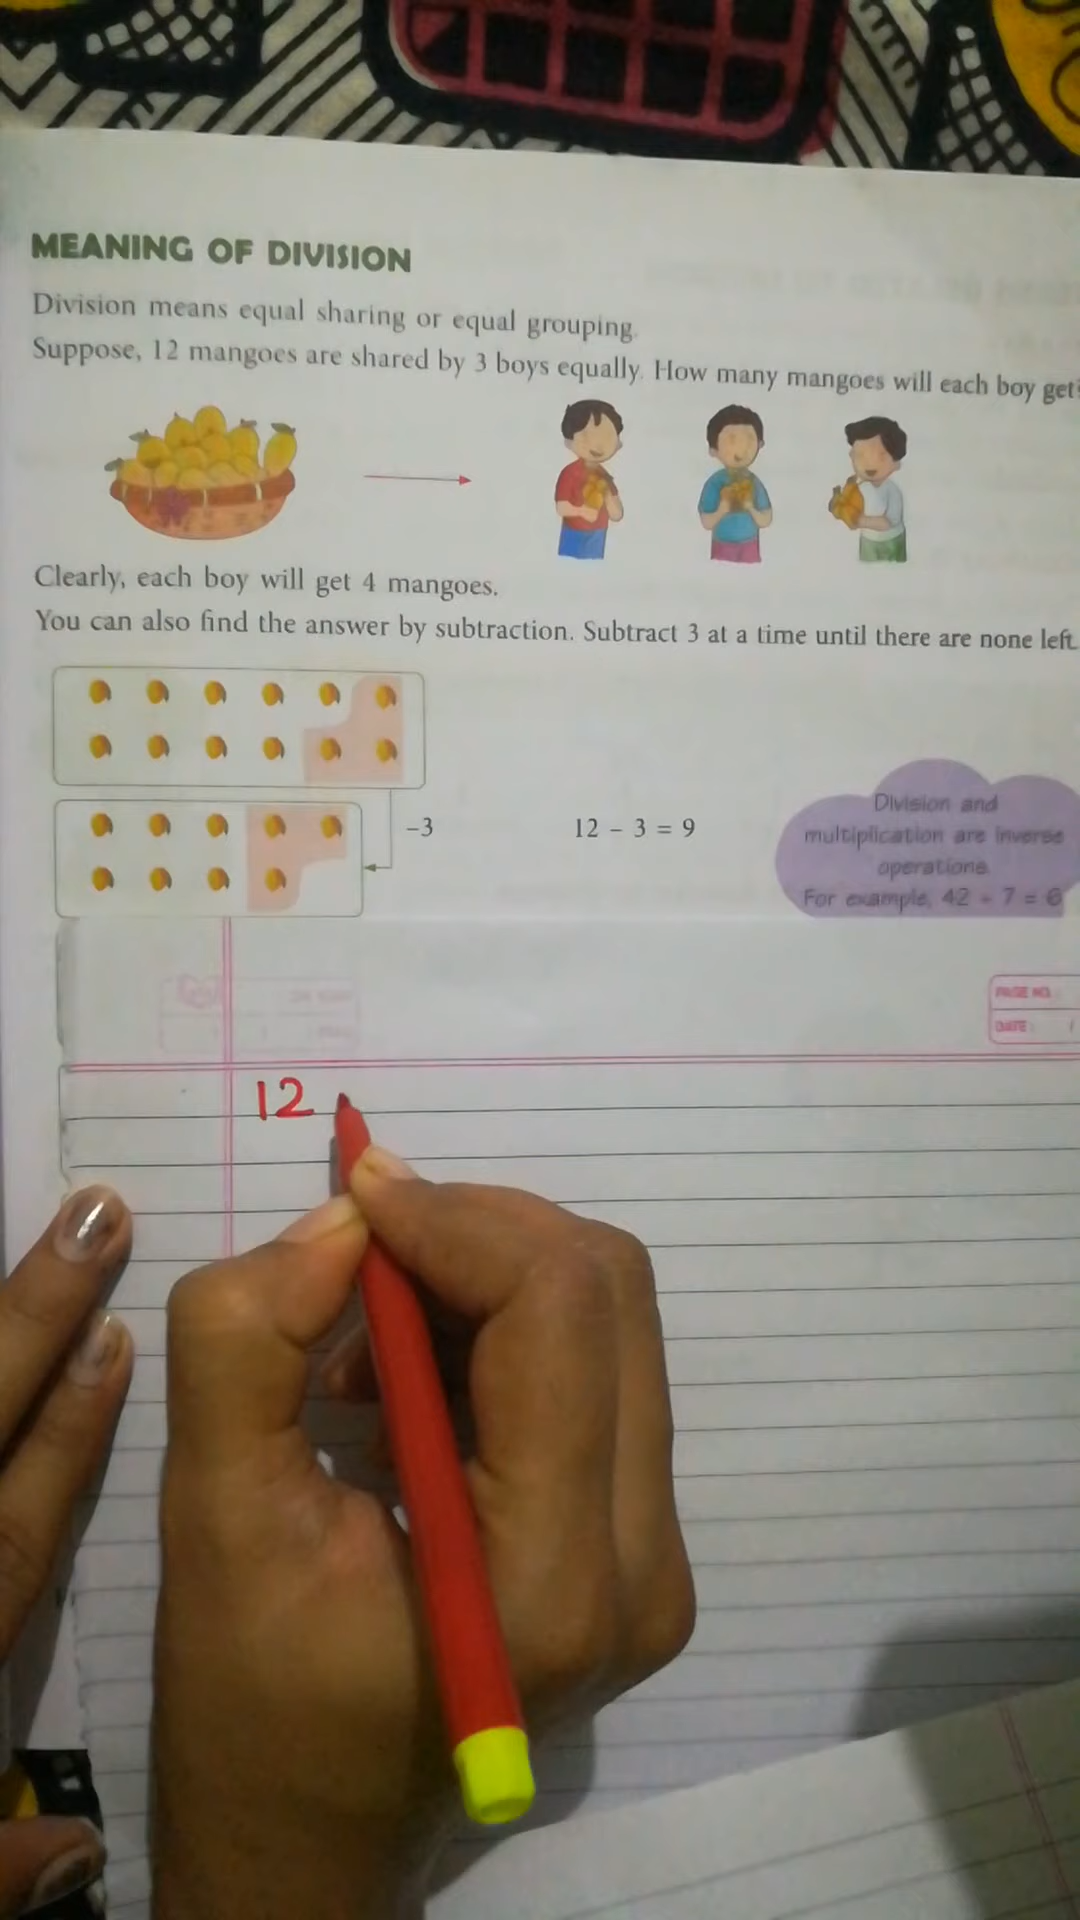 MEANING OF DIVISION
Division means equal sharing or equal grouping.
Suppose, 12 mangoes are shared by 3 boys equally. How many mangoes will each boy get?
Clearly, each boy will get 4 mangoes.
You can also find the answer by subtraction. Subtract 3 at a time until there are none left.
−3
12 − 3 = 9
Division and
multiplication are inverse
operations.
For example, 42 ÷ 7 = 6
PAGE NO :
DATE : /
12